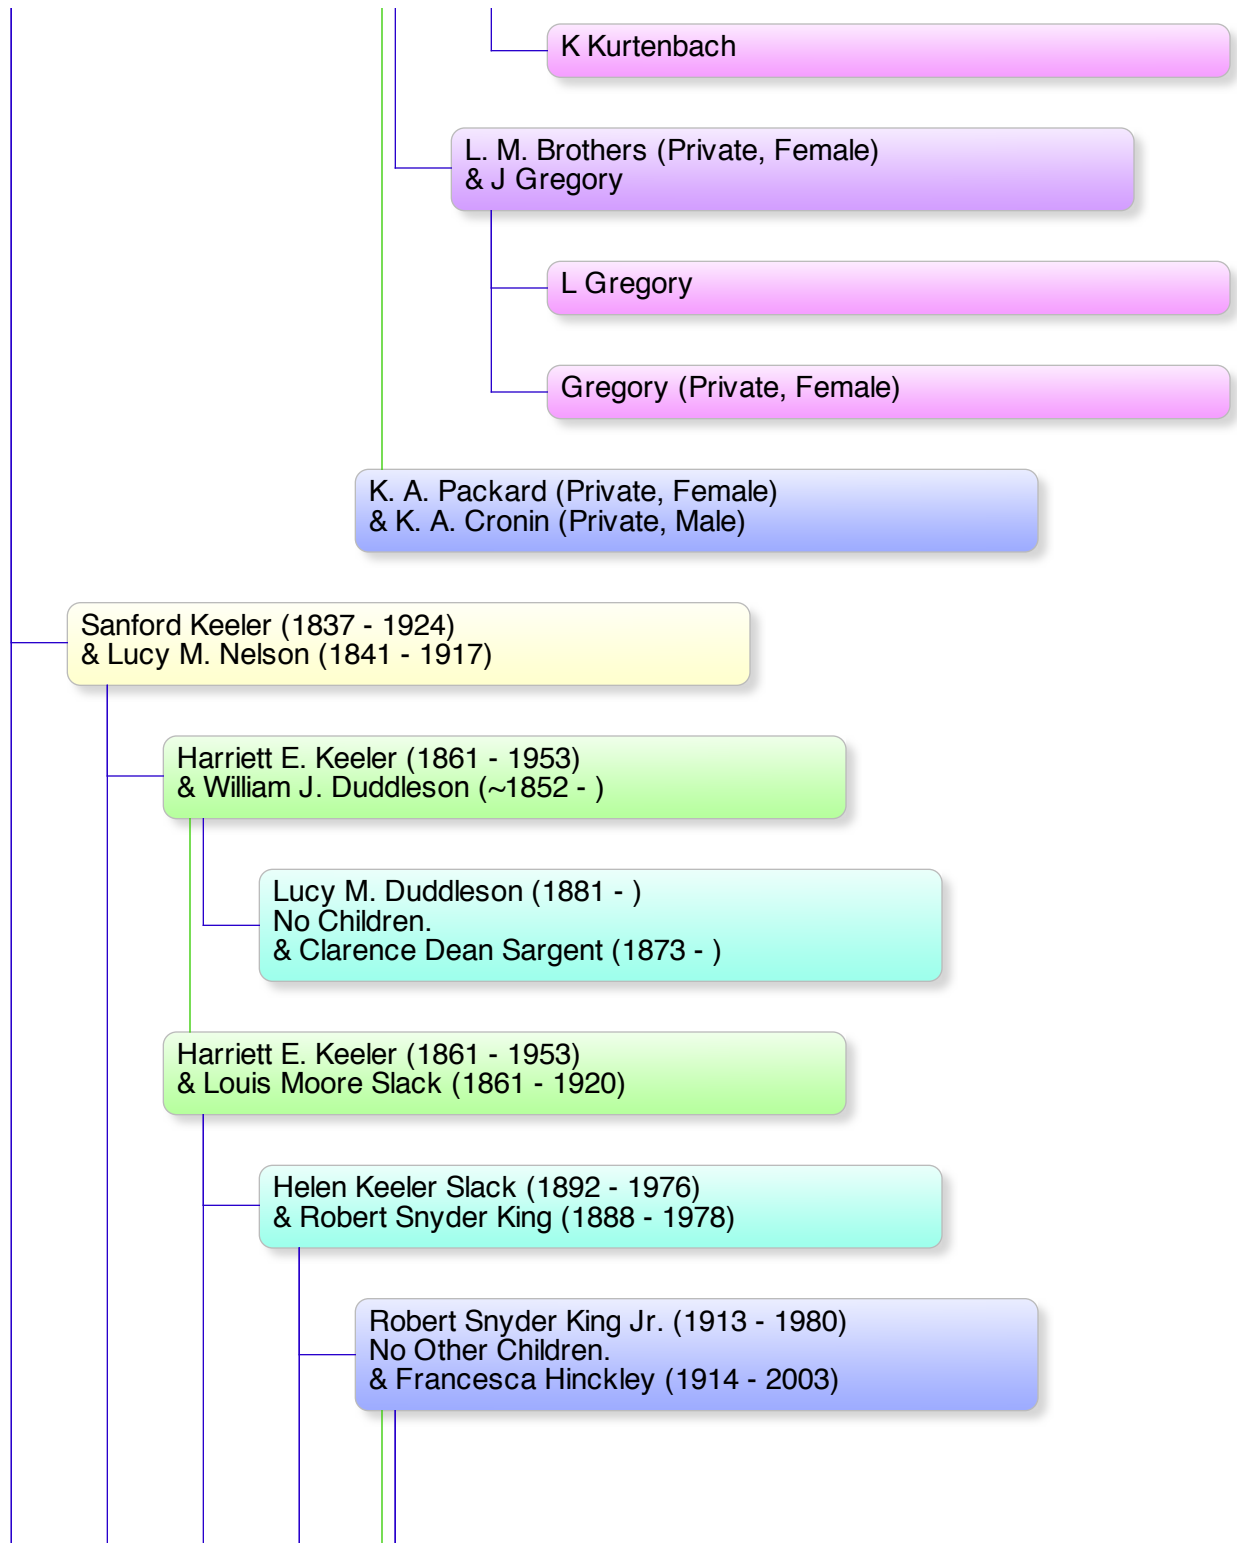 K Kurtenbach
L. M. Brothers (Private, Female)
& J Gregory
L Gregory
Gregory (Private, Female)
K. A. Packard (Private, Female)
& K. A. Cronin (Private, Male)
Sanford Keeler (1837 - 1924)
& Lucy M. Nelson (1841 - 1917)
Harriett E. Keeler (1861 - 1953)
& William J. Duddleson (~1852 - )
Lucy M. Duddleson (1881 - )
No Children.
& Clarence Dean Sargent (1873 - )
Harriett E. Keeler (1861 - 1953)
& Louis Moore Slack (1861 - 1920)
Helen Keeler Slack (1892 - 1976)
& Robert Snyder King (1888 - 1978)
Robert Snyder King Jr. (1913 - 1980)
No Other Children.
& Francesca Hinckley (1914 - 2003)